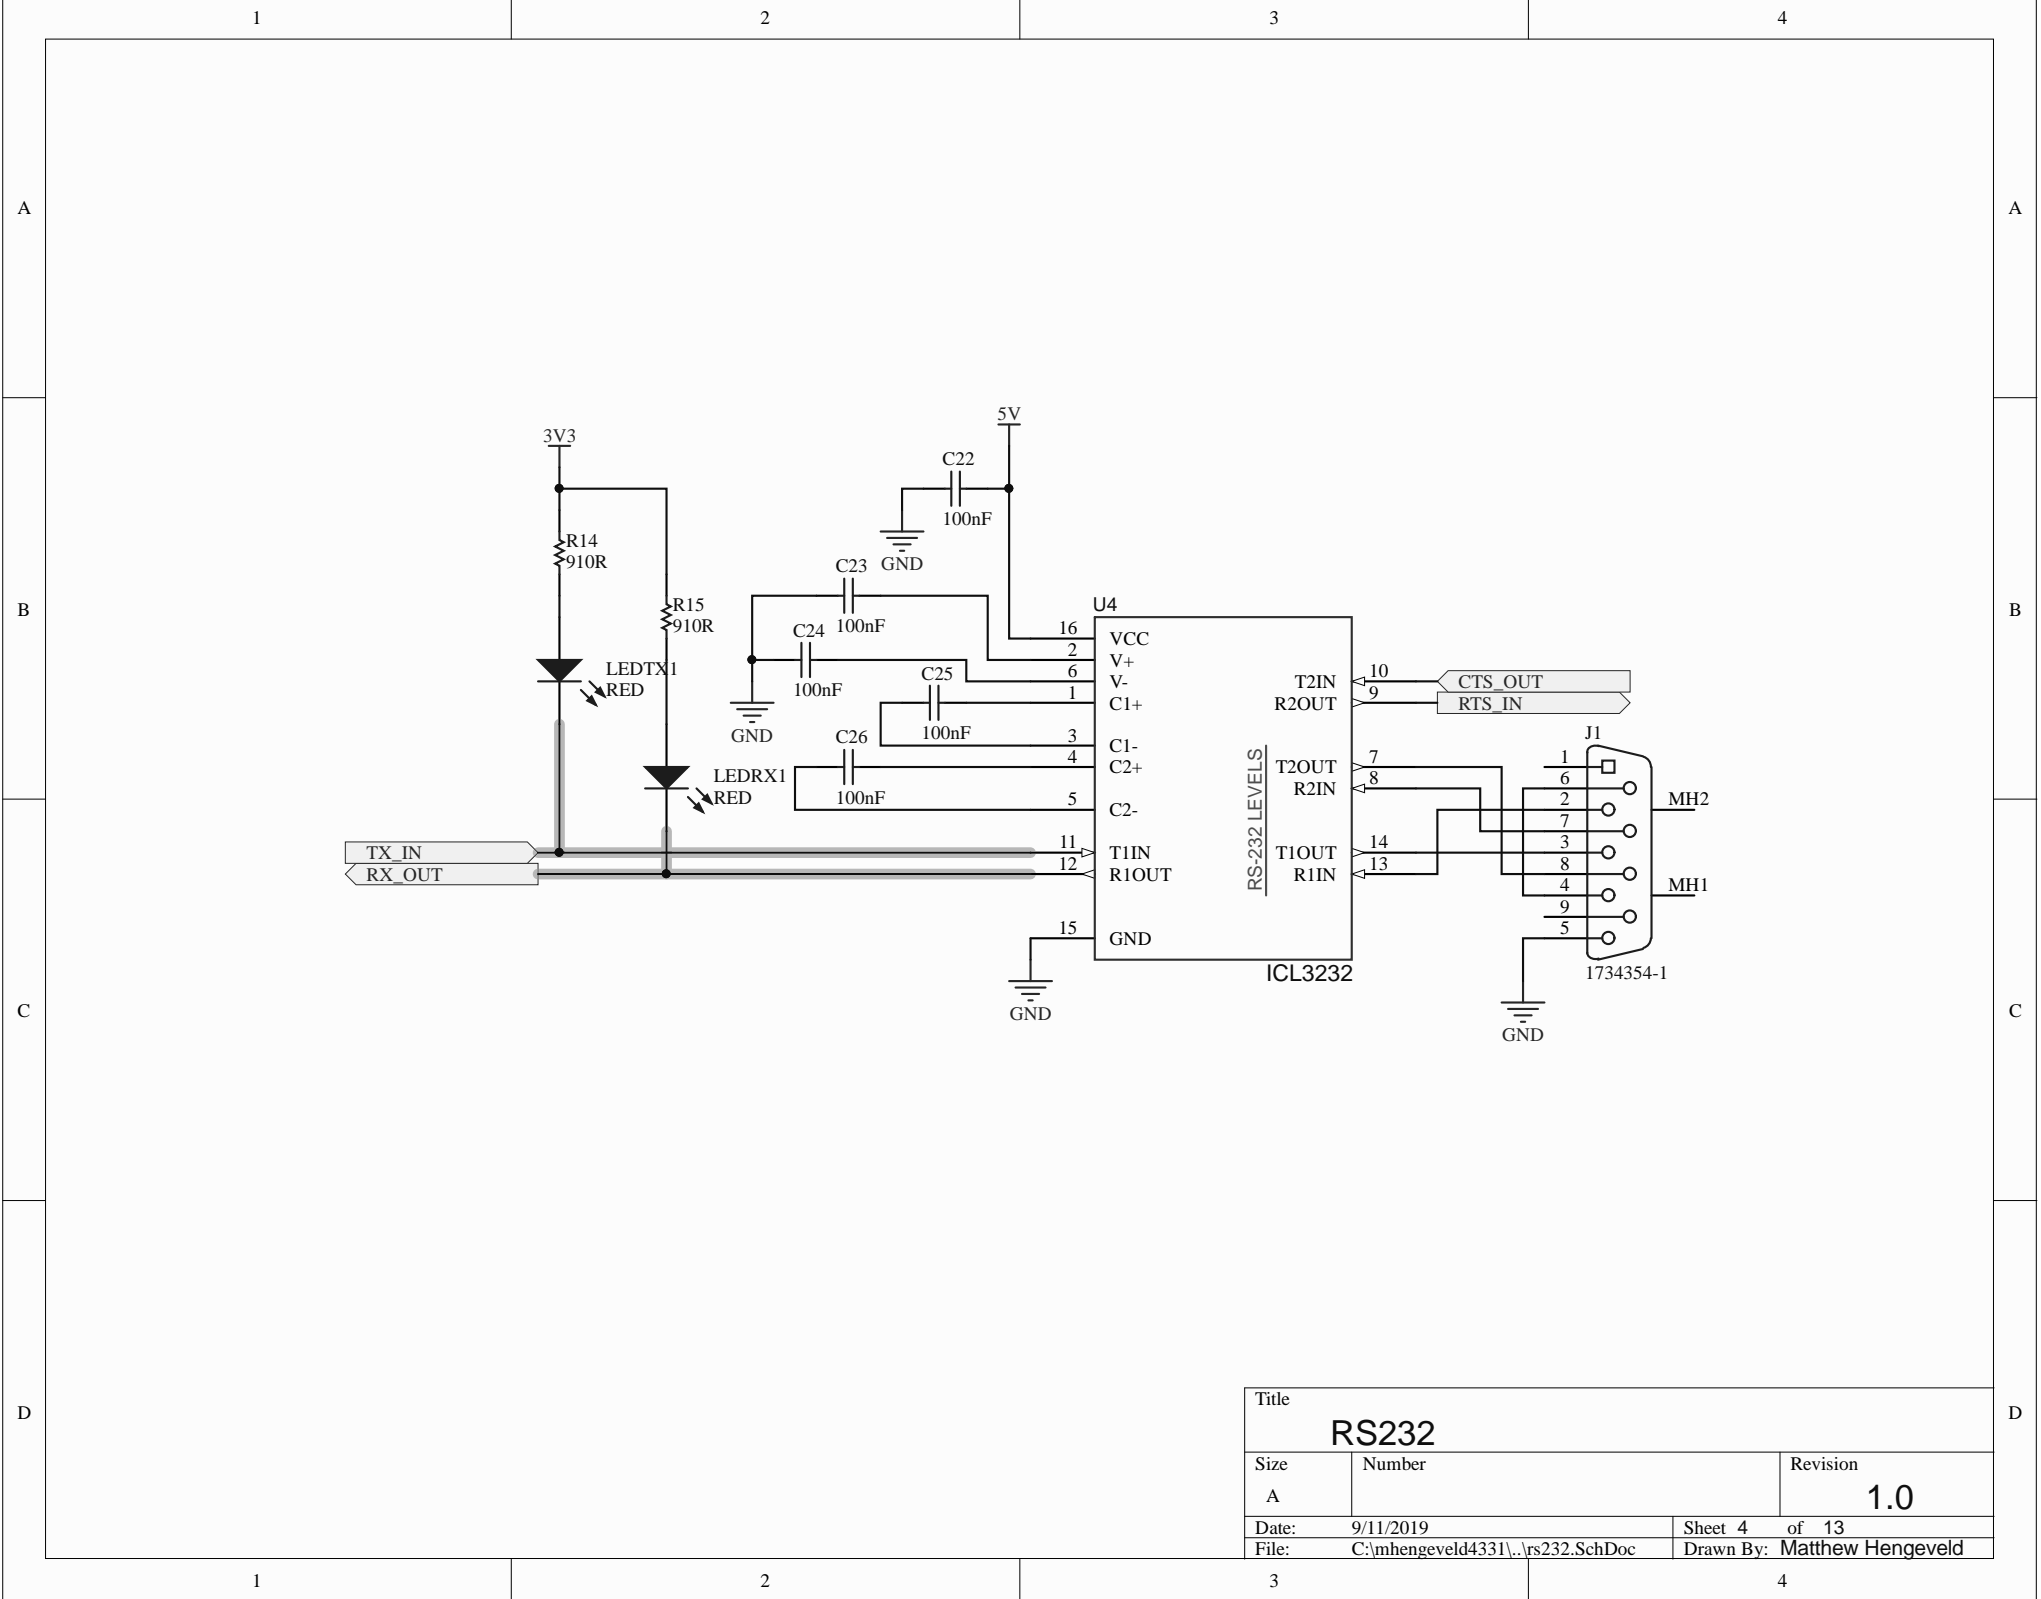 1 2 3 4
A A
B B
C C
D D
5V
3V3
C22
100nF
GND
R14
910R
C23
100nF
R15
910R
C24
100nF
GND
LEDTX1
RED
C25
100nF
C26
100nF
LEDRX1
RED
TX_IN
RX_OUT
U4
16 VCC
2 V+
6 V-
1 C1+
3 C1-
4 C2+
5 C2-
11 T1IN
12 R1OUT
15 GND
GND
T2IN 10 CTS_OUT
R2OUT 9 RTS_IN
T2OUT 7
R2IN 8
T1OUT 14
R1IN 13
RS-232 LEVELS
ICL3232
J1
1
6
2
7
3
8
4
9
5
MH2
MH1
1734354-1
GND
Title
RS232
Size Number Revision
A 1.0
Date: 9/11/2019 Sheet 4 of 13
File: C:\mhengeveld4331\..\rs232.SchDoc Drawn By: Matthew Hengeveld
1 2 3 4